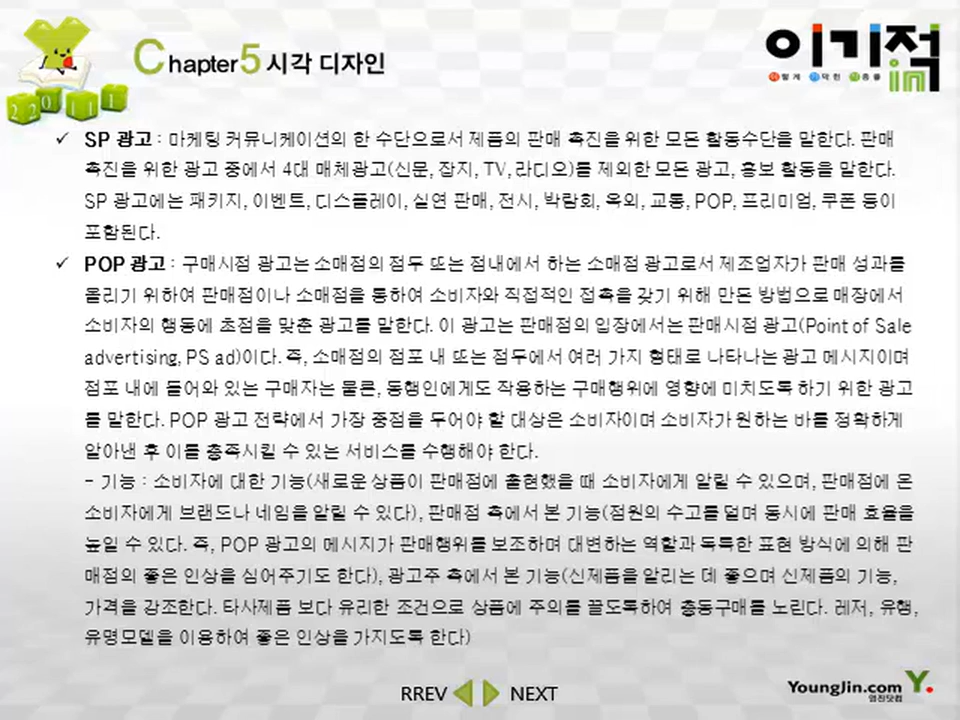 Chapter5 시각 디자인
이기적in
이렇게 기막힌 적중률
2011
✓ SP 광고 : 마케팅 커뮤니케이션의 한 수단으로서 제품의 판매 촉진을 위한 모든 활동수단을 말한다. 판매
촉진을 위한 광고 중에서 4대 매체광고(신문, 잡지, TV, 라디오)를 제외한 모든 광고, 홍보 활동을 말한다.
SP 광고에는 패키지, 이벤트, 디스플레이, 실연 판매, 전시, 박람회, 옥외, 교통, POP, 프리미엄, 쿠폰 등이
포함된다.
✓ POP 광고 : 구매시점 광고는 소매점의 점두 또는 점내에서 하는 소매점 광고로서 제조업자가 판매 성과를
올리기 위하여 판매점이나 소매점을 통하여 소비자와 직접적인 접촉을 갖기 위해 만든 방법으로 매장에서
소비자의 행동에 초점을 맞춘 광고를 말한다. 이 광고는 판매점의 입장에서는 판매시점 광고(Point of Sale
advertising, PS ad)이다. 즉, 소매점의 점포 내 또는 점두에서 여러 가지 형태로 나타나는 광고 메시지이며
점포 내에 들어와 있는 구매자는 물론, 동행인에게도 작용하는 구매행위에 영향에 미치도록 하기 위한 광고
를 말한다. POP 광고 전략에서 가장 중점을 두어야 할 대상은 소비자이며 소비자가 원하는 바를 정확하게
알아낸 후 이를 충족시킬 수 있는 서비스를 수행해야 한다.
- 기능 : 소비자에 대한 기능(새로운 상품이 판매점에 출현했을 때 소비자에게 알릴 수 있으며, 판매점에 온
소비자에게 브랜드나 네임을 알릴 수 있다), 판매점 측에서 본 기능(점원의 수고를 덜며 동시에 판매 효율을
높일 수 있다. 즉, POP 광고의 메시지가 판매행위를 보조하며 대변하는 역할과 독특한 표현 방식에 의해 판
매점의 좋은 인상을 심어주기도 한다), 광고주 측에서 본 기능(신제품을 알리는 데 좋으며 신제품의 기능,
가격을 강조한다. 타사제품 보다 유리한 조건으로 상품에 주의를 끌도록하여 충동구매를 노린다. 레저, 유행,
유명모델을 이용하여 좋은 인상을 가지도록 한다)
RREV NEXT
YoungJin.com Y.
영진닷컴